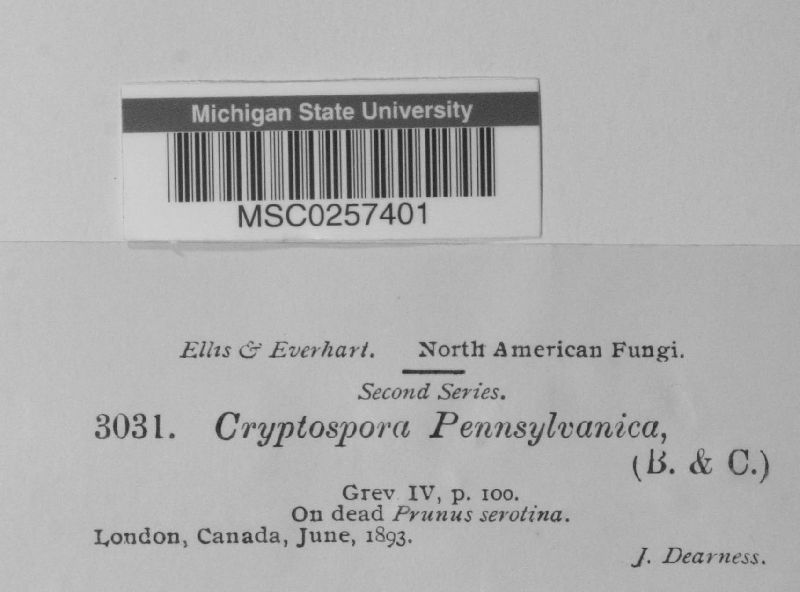 Michigan State University
MSC0257401
Ellis & Everhart. North American Fungi.
Second Series.
3031. Cryptospora Pennsylvanica,
(B. & C.)
Grev. IV, p. 100.
On dead Prunus serotina.
London, Canada, June, 1893.
J. Dearness.